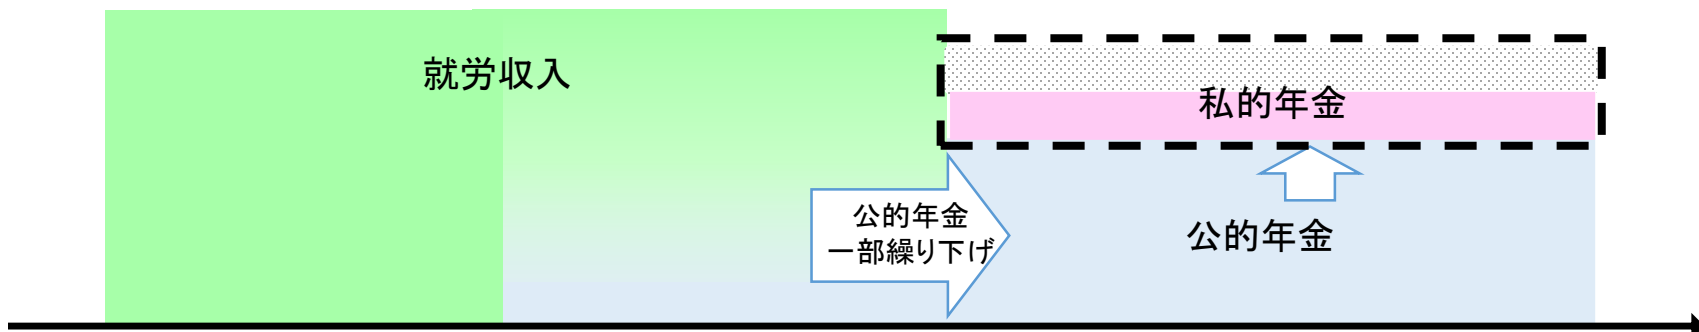 就労収入
私的年金
公的年金
一部繰り下げ
公的年金